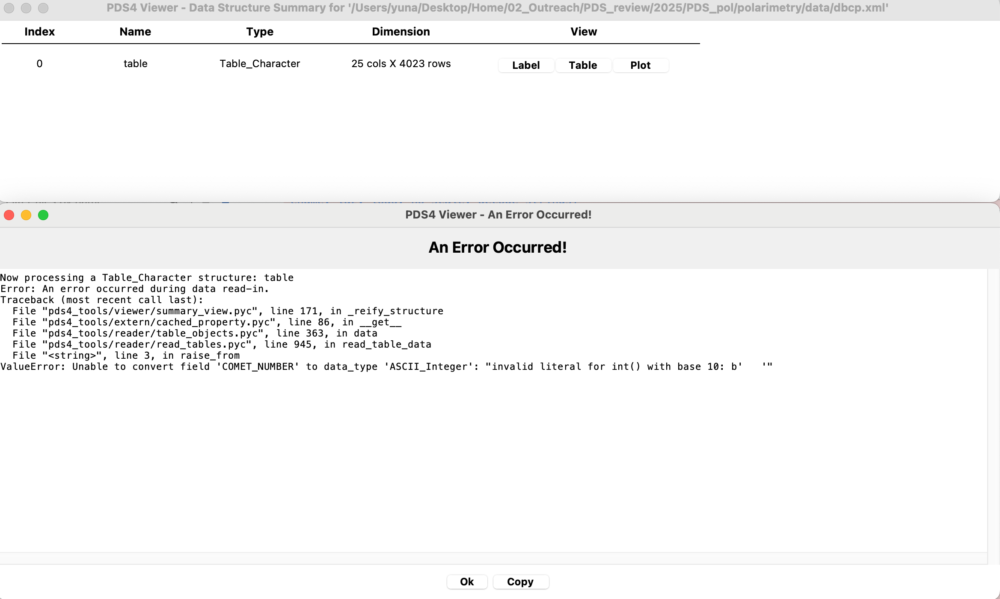 PDS4 Viewer - Data Structure Summary for '/Users/yuna/Desktop/Home/02_Outreach/PDS_review/2025/PDS_pol/polarimetry/data/dbcp.xml'
Index Name Type Dimension View
0 table Table_Character 25 cols X 4023 rows Label Table Plot
PDS4 Viewer - An Error Occurred!
An Error Occurred!
Now processing a Table_Character structure: table
Error: An error occurred during data read-in.
Traceback (most recent call last):
  File "pds4_tools/viewer/summary_view.pyc", line 171, in _reify_structure
  File "pds4_tools/extern/cached_property.pyc", line 86, in __get__
  File "pds4_tools/reader/table_objects.pyc", line 363, in data
  File "pds4_tools/reader/read_tables.pyc", line 945, in read_table_data
  File "<string>", line 3, in raise_from
ValueError: Unable to convert field 'COMET_NUMBER' to data_type 'ASCII_Integer': "invalid literal for int() with base 10: b'   '"
Ok Copy